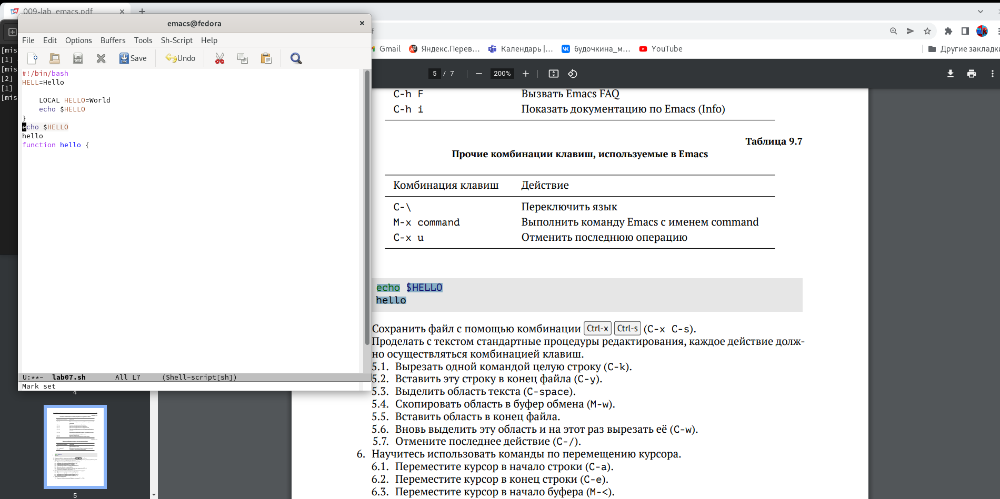 009-lab_emacs.pdf
emacs@fedora
File Edit Options Buffers Tools Sh-Script Help
Save Undo
#!/bin/bash
HELL=Hello
LOCAL HELLO=World
echo $HELLO
}
echo $HELLO
hello
function hello {
U:**- lab07.sh All L7 (Shell-script[sh])
Mark set
[mis
[1]
[mis
[2]
[1]
[mis
Gmail Яндекс.Перев... Календарь |... будочкина_м... YouTube Другие закладки
5 / 7 200%
C-h F Вызвать Emacs FAQ
C-h i Показать документацию по Emacs (Info)
Таблица 9.7
Прочие комбинации клавиш, используемые в Emacs
Комбинация клавиш Действие
C-\ Переключить язык
M-x command Выполнить команду Emacs с именем command
C-x u Отменить последнюю операцию
echo $HELLO
hello
Сохранить файл с помощью комбинации Ctrl-x Ctrl-s (C-x C-s).
Проделать с текстом стандартные процедуры редактирования, каждое действие долж-
но осуществляться комбинацией клавиш.
5.1. Вырезать одной командой целую строку (C-k).
5.2. Вставить эту строку в конец файла (C-y).
5.3. Выделить область текста (C-space).
5.4. Скопировать область в буфер обмена (M-w).
5.5. Вставить область в конец файла.
5.6. Вновь выделить эту область и на этот раз вырезать её (C-w).
5.7. Отмените последнее действие (C-/).
6. Научитесь использовать команды по перемещению курсора.
6.1. Переместите курсор в начало строки (C-a).
6.2. Переместите курсор в конец строки (C-e).
6.3. Переместите курсор в начало буфера (M-<).
4
5